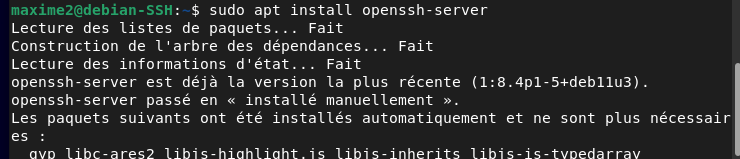 maxime2@debian-SSH:~$ sudo apt install openssh-server
Lecture des listes de paquets... Fait
Construction de l'arbre des dépendances... Fait
Lecture des informations d'état... Fait
openssh-server est déjà la version la plus récente (1:8.4p1-5+deb11u3).
openssh-server passé en « installé manuellement ».
Les paquets suivants ont été installés automatiquement et ne sont plus nécessair
es :
gyp libc-ares2 libjs-highlight.js libjs-inherits libjs-is-typedarray